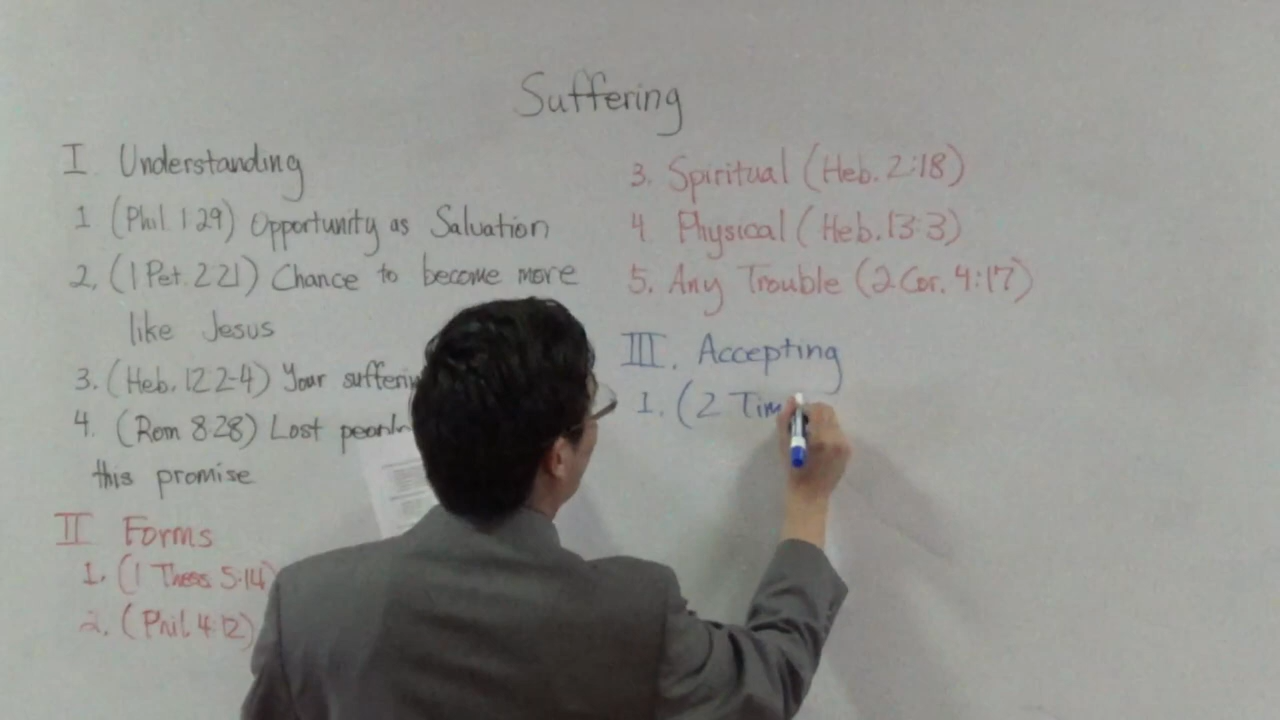 Suffering
I. Understanding
1 (Phil. 1:29) Opportunity as Saluation
2. (1 Pet. 2:21) Chance to become more
like Jesus
3. (Heb. 12 2-4) Your
4. (Rom 8:28) Lost
this promise
II Forms
1. (1 Thess 5:14)
2. (Phil. 4:12)
3. Spiritual (Heb. 2:18)
4 Physical (Heb. 13:3)
5. Any Trouble (2 Cor. 4:17)
III. Accepting
1. (2 Tim